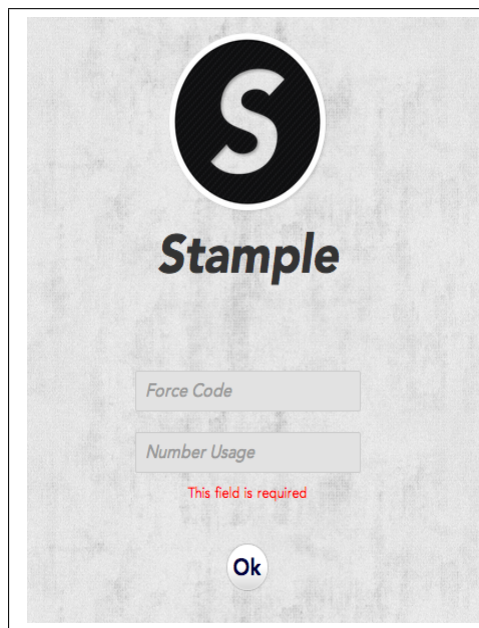 S
Stample
Force Code
Number Usage
This field is required
Ok